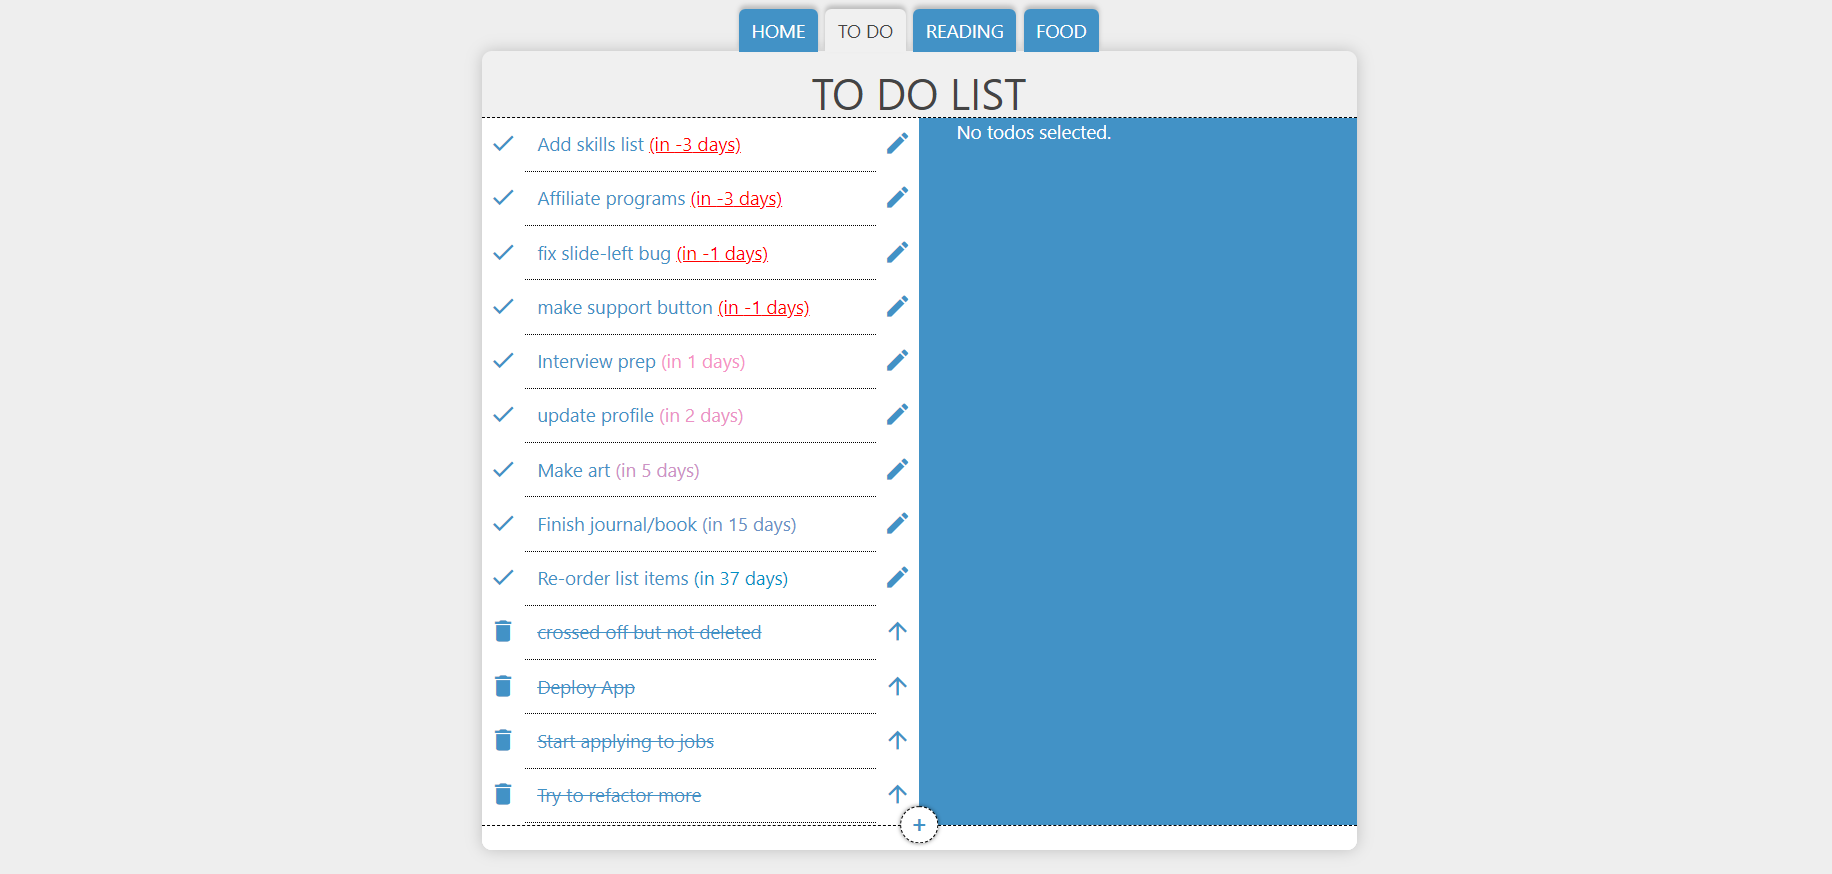 HOME TO DO READING FOOD
TO DO LIST
Add skills list (in -3 days)
No todos selected.
Affiliate programs (in -3 days)
fix slide-left bug (in -1 days)
make support button (in -1 days)
Interview prep (in 1 days)
update profile (in 2 days)
Make art (in 5 days)
Finish journal/book (in 15 days)
Re-order list items (in 37 days)
crossed off but not deleted
Deploy App
Start applying to jobs
Try to refactor more
+